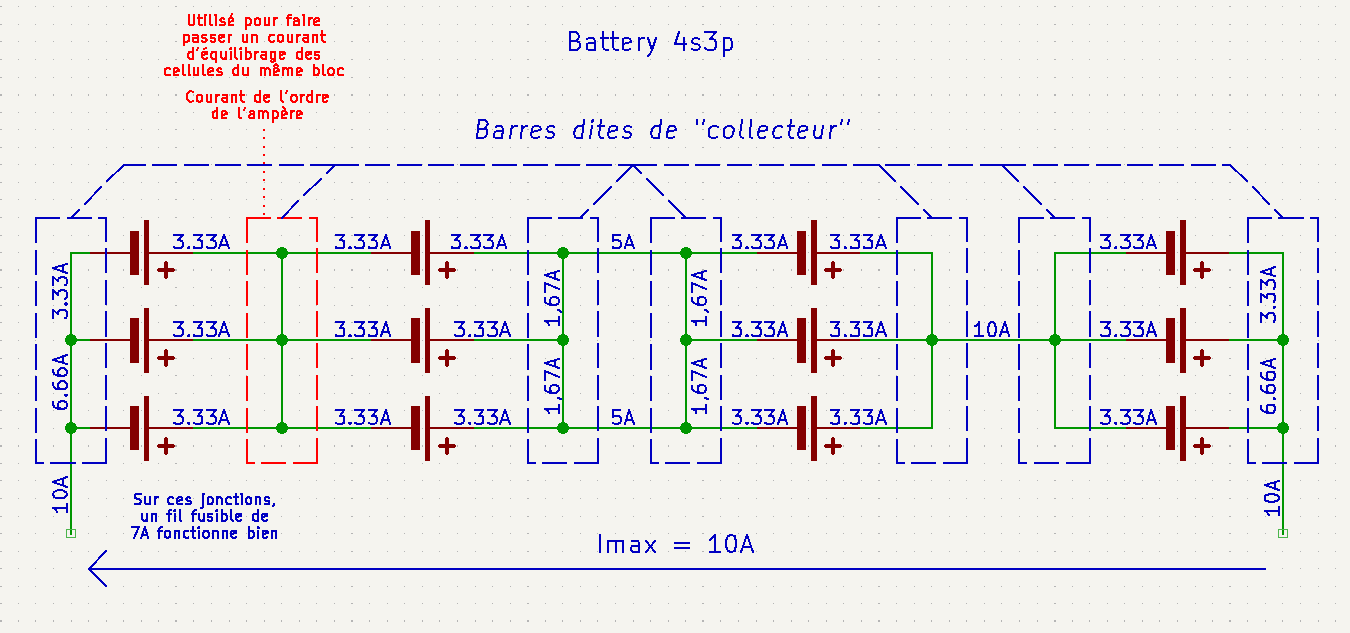 Utilisé pour faire
passer un courant
d'équilibrage des
cellules du même bloc
Courant de l'ordre
de l'ampère
Battery 4s3p
Barres dites de "collecteur"
3.33A 3.33A 3.33A 5A 3.33A 3.33A 3.33A
3.33A 1,67A 1,67A 3.33A
3.33A 3.33A 3.33A 3.33A 3.33A 10A 3.33A
6.66A 1,67A 1,67A 6.66A
3.33A 3.33A 3.33A 5A 3.33A 3.33A 3.33A
10A 10A
Sur ces jonctions,
un fil fusible de
7A fonctionne bien
Imax = 10A